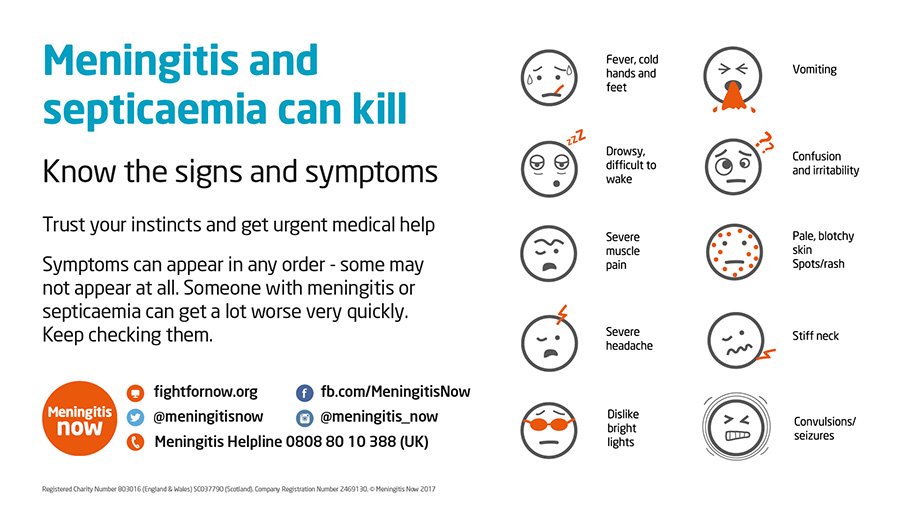 Meningitis and
septicaemia can kill
Know the signs and symptoms
Trust your instincts and get urgent medical help
Symptoms can appear in any order - some may
not appear at all. Someone with meningitis or
septicaemia can get a lot worse very quickly.
Keep checking them.
Meningitis
now
fightfornow.org
fb.com/MeningitisNow
@meningitisnow
@meningitis_now
Meningitis Helpline 0808 80 10 388 (UK)
Registered Charity Number 803016 (England & Wales) SC037790 (Scotland). Company Registration Number 2469130. © Meningitis Now 2017
Fever, cold
hands and
feet
Vomiting
zzZ
Drowsy,
difficult to
wake
???
Confusion
and irritability
Severe
muscle
pain
Pale, blotchy
skin
Spots/rash
Severe
headache
Stiff neck
Dislike
bright
lights
Convulsions/
seizures